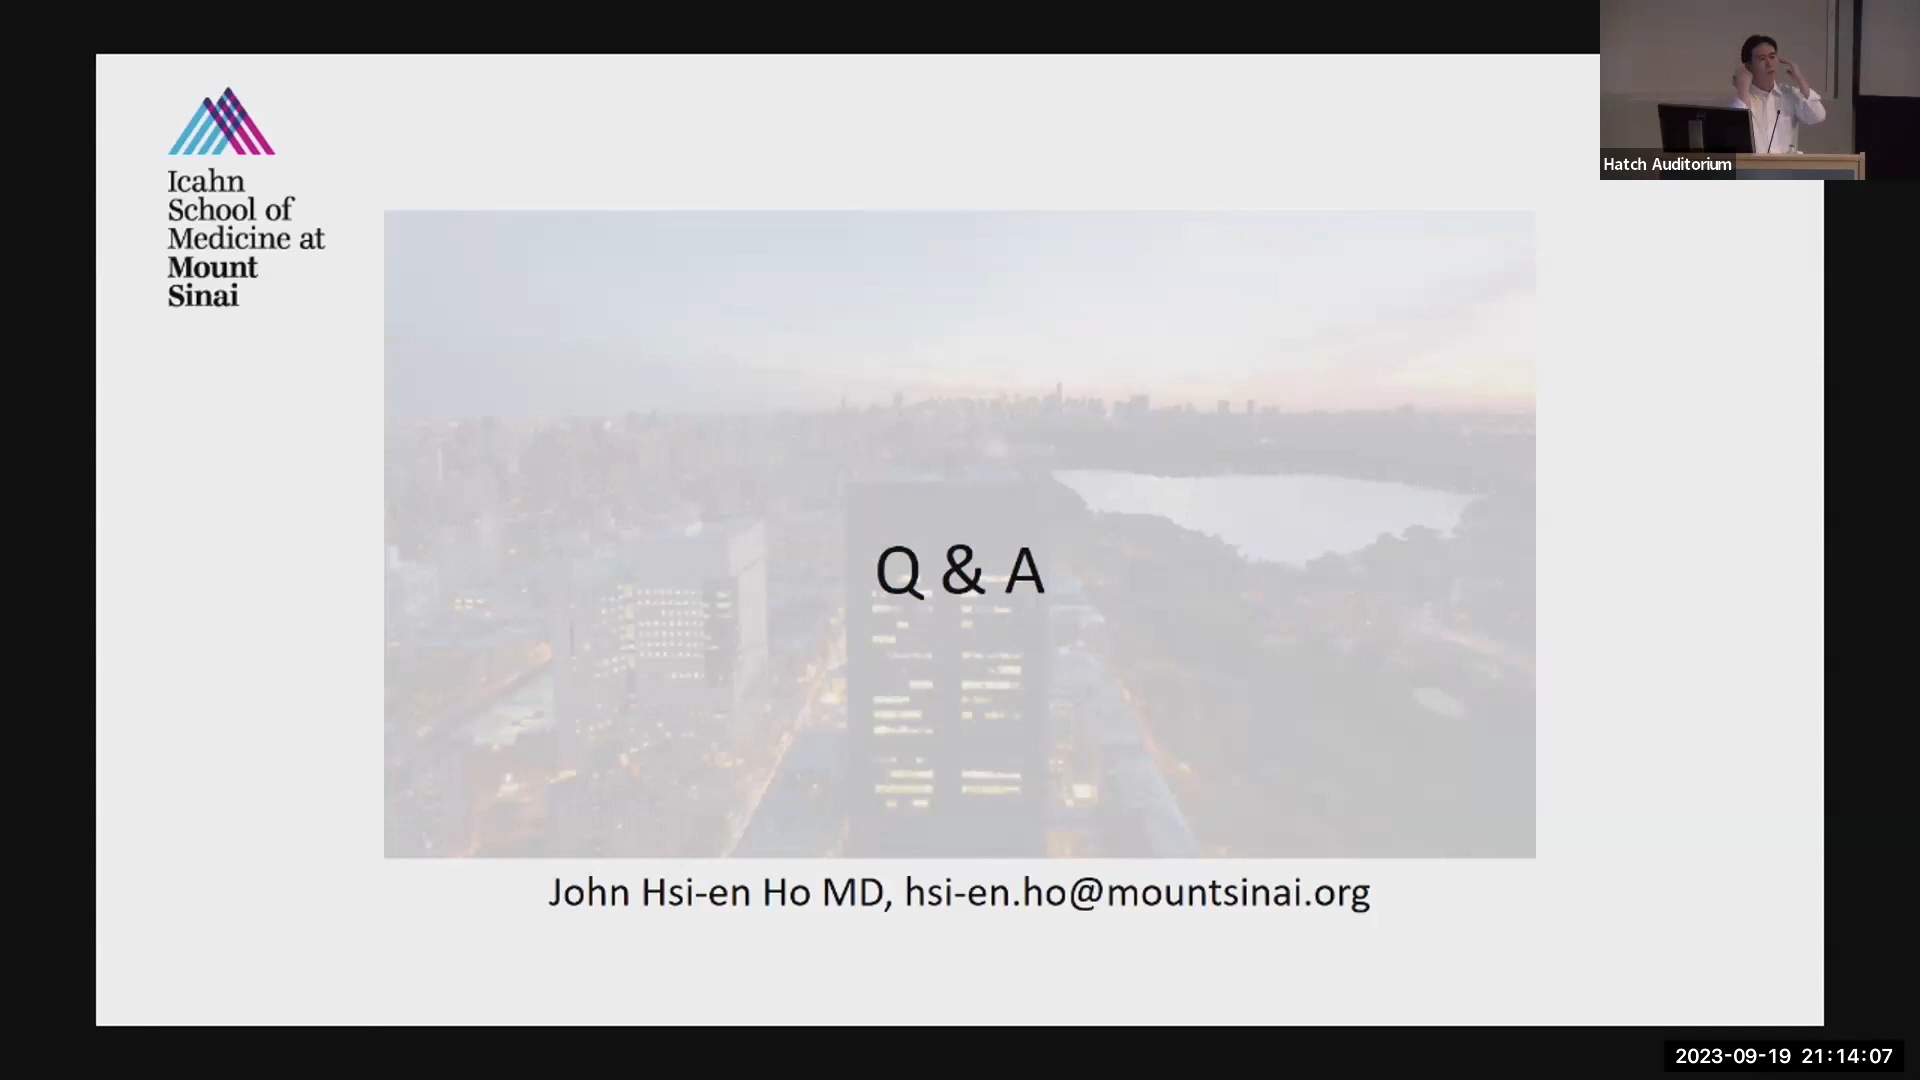 Icahn
School of
Medicine at
Mount
Sinai
Hatch Auditorium
Q & A
John Hsi-en Ho MD, hsi-en.ho@mountsinai.org
2023-09-19 21:14:07